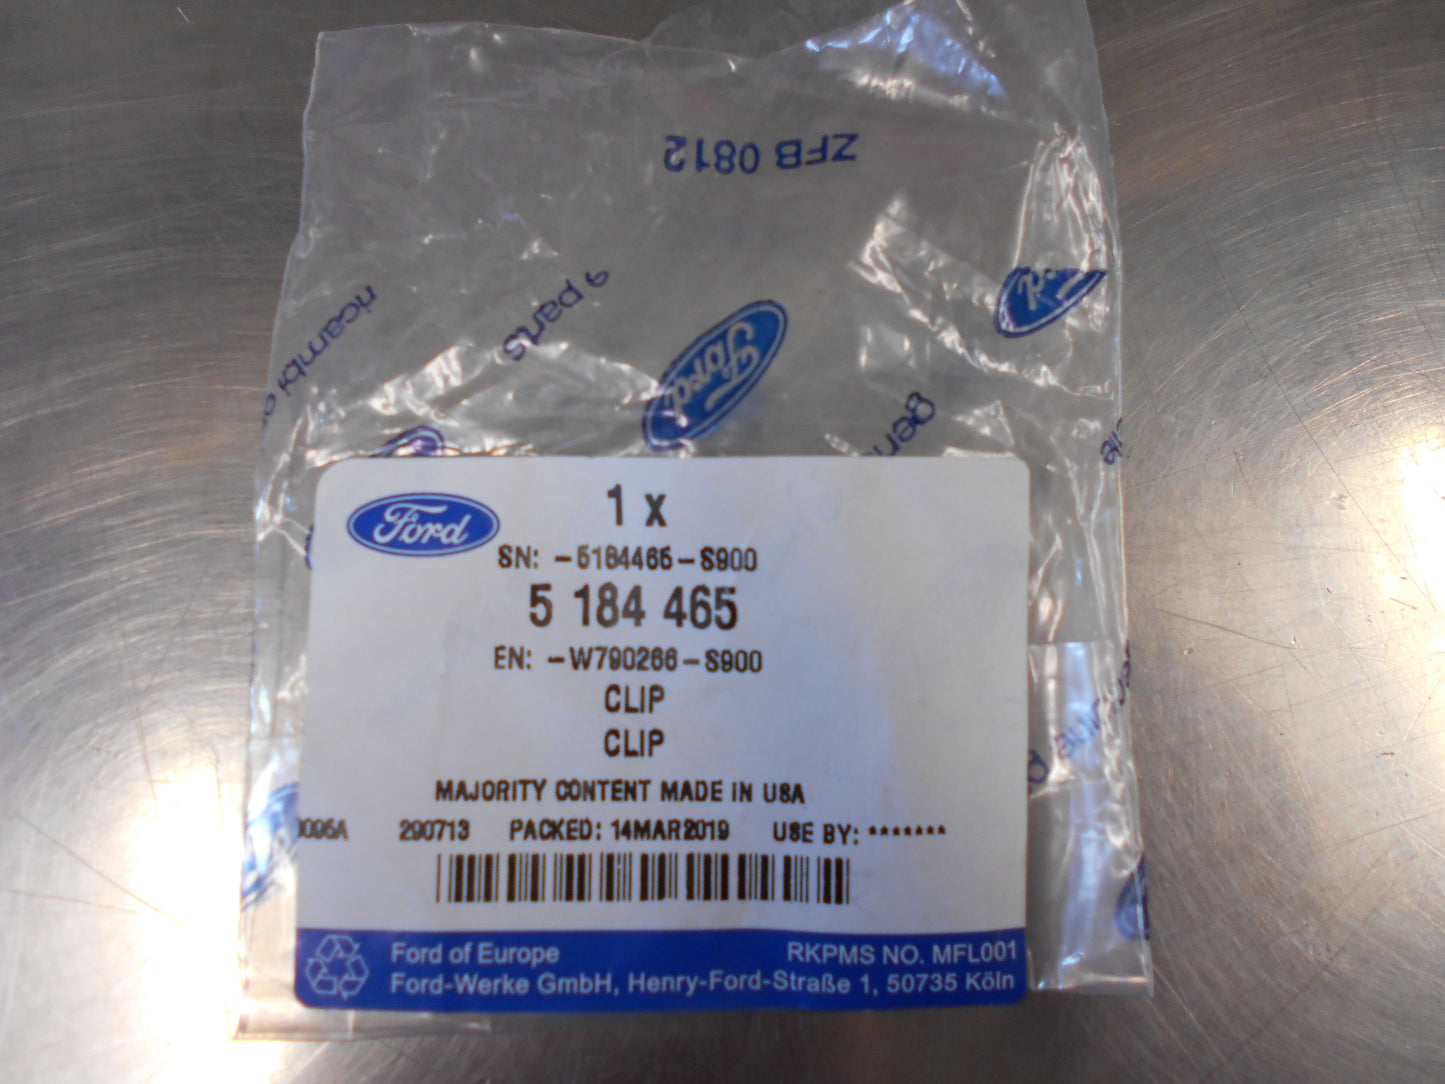 ZFB 0812
ricambi
parts
Ford
Ford
1 x
SN: -5184465-S900
5 184 465
EN: -W790266-S900
CLIP
CLIP
MAJORITY CONTENT MADE IN USA
290713 PACKED: 14MAR2019 USE BY: *******
Ford of Europe RKPMS NO. MFL001
Ford-Werke GmbH, Henry-Ford-Straße 1, 50735 Köln